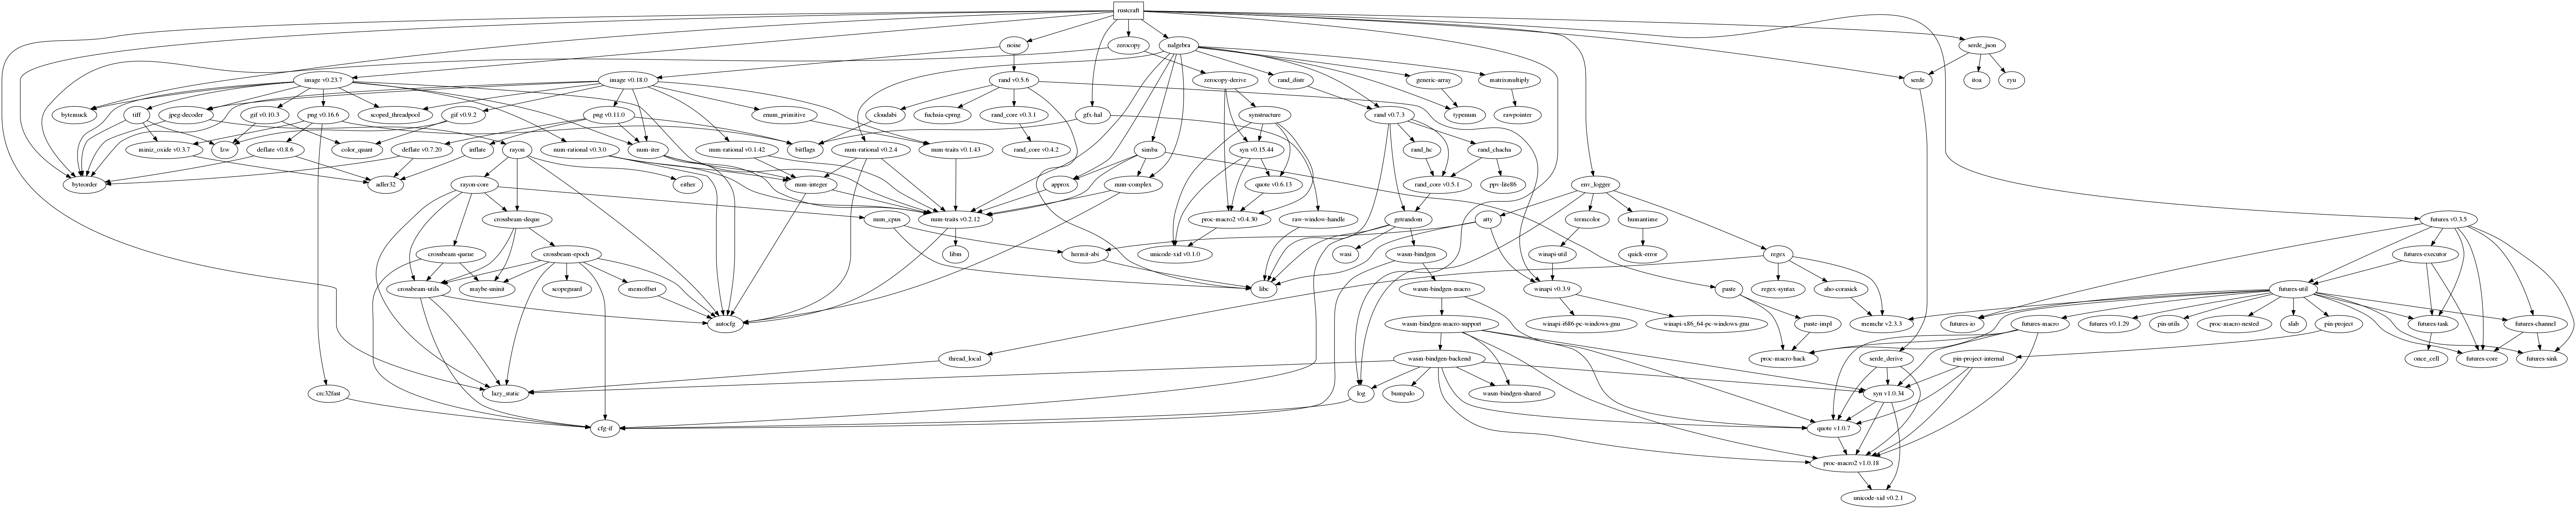 rustcraft
noise
zerocopy
nalgebra
serde_json
image v0.23.7
image v0.18.0
rand v0.5.6
zerocopy-derive
rand_distr
generic-array
matrixmultiply
serde
itoa
ryu
bytemuck
tiff
jpeg-decoder
gif v0.10.3
png v0.16.6
scoped_threadpool
gif v0.9.2
png v0.11.0
enum_primitive
cloudabi
fuchsia-cprng
rand_core v0.3.1
gfx-hal
synstructure
rand v0.7.3
typenum
rawpointer
miniz_oxide v0.3.7
lzw
deflate v0.8.6
color_quant
deflate v0.7.20
inflate
rayon
num-rational v0.3.0
num-iter
num-rational v0.1.42
bitflags
num-rational v0.2.4
num-traits v0.1.43
rand_core v0.4.2
simba
syn v0.15.44
rand_hc
rand_chacha
byteorder
adler32
rayon-core
either
num-integer
approx
num-complex
quote v0.6.13
rand_core v0.5.1
ppv-lite86
env_logger
crossbeam-deque
num_cpus
num-traits v0.2.12
proc-macro2 v0.4.30
raw-window-handle
getrandom
atty
termcolor
humantime
futures v0.3.5
crossbeam-queue
crossbeam-epoch
libm
hermit-abi
unicode-xid v0.1.0
wasi
wasm-bindgen
winapi-util
quick-error
regex
futures-executor
crossbeam-utils
maybe-uninit
scopeguard
memoffset
libc
wasm-bindgen-macro
winapi v0.3.9
paste
regex-syntax
aho-corasick
futures-util
autocfg
wasm-bindgen-macro-support
winapi-i686-pc-windows-gnu
winapi-x86_64-pc-windows-gnu
paste-impl
memchr v2.3.3
futures-io
futures-macro
futures v0.1.29
pin-utils
proc-macro-nested
slab
pin-project
futures-task
futures-channel
thread_local
wasm-bindgen-backend
proc-macro-hack
serde_derive
pin-project-internal
once_cell
futures-core
futures-sink
crc32fast
lazy_static
log
bumpalo
wasm-bindgen-shared
syn v1.0.34
cfg-if
quote v1.0.7
proc-macro2 v1.0.18
unicode-xid v0.2.1